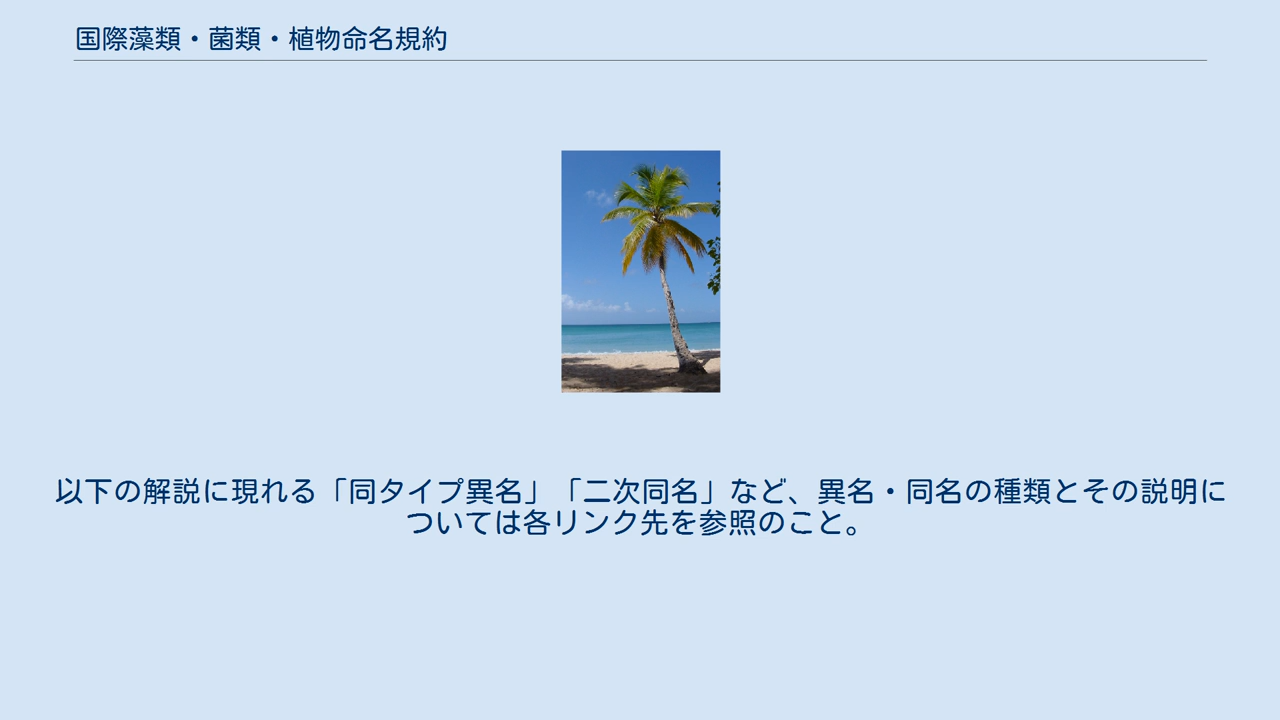 国際藻類・菌類・植物命名規約
以下の解説に現れる「同タイプ異名」「二次同名」など、異名・同名の種類とその説明に
ついては各リンク先を参照のこと。